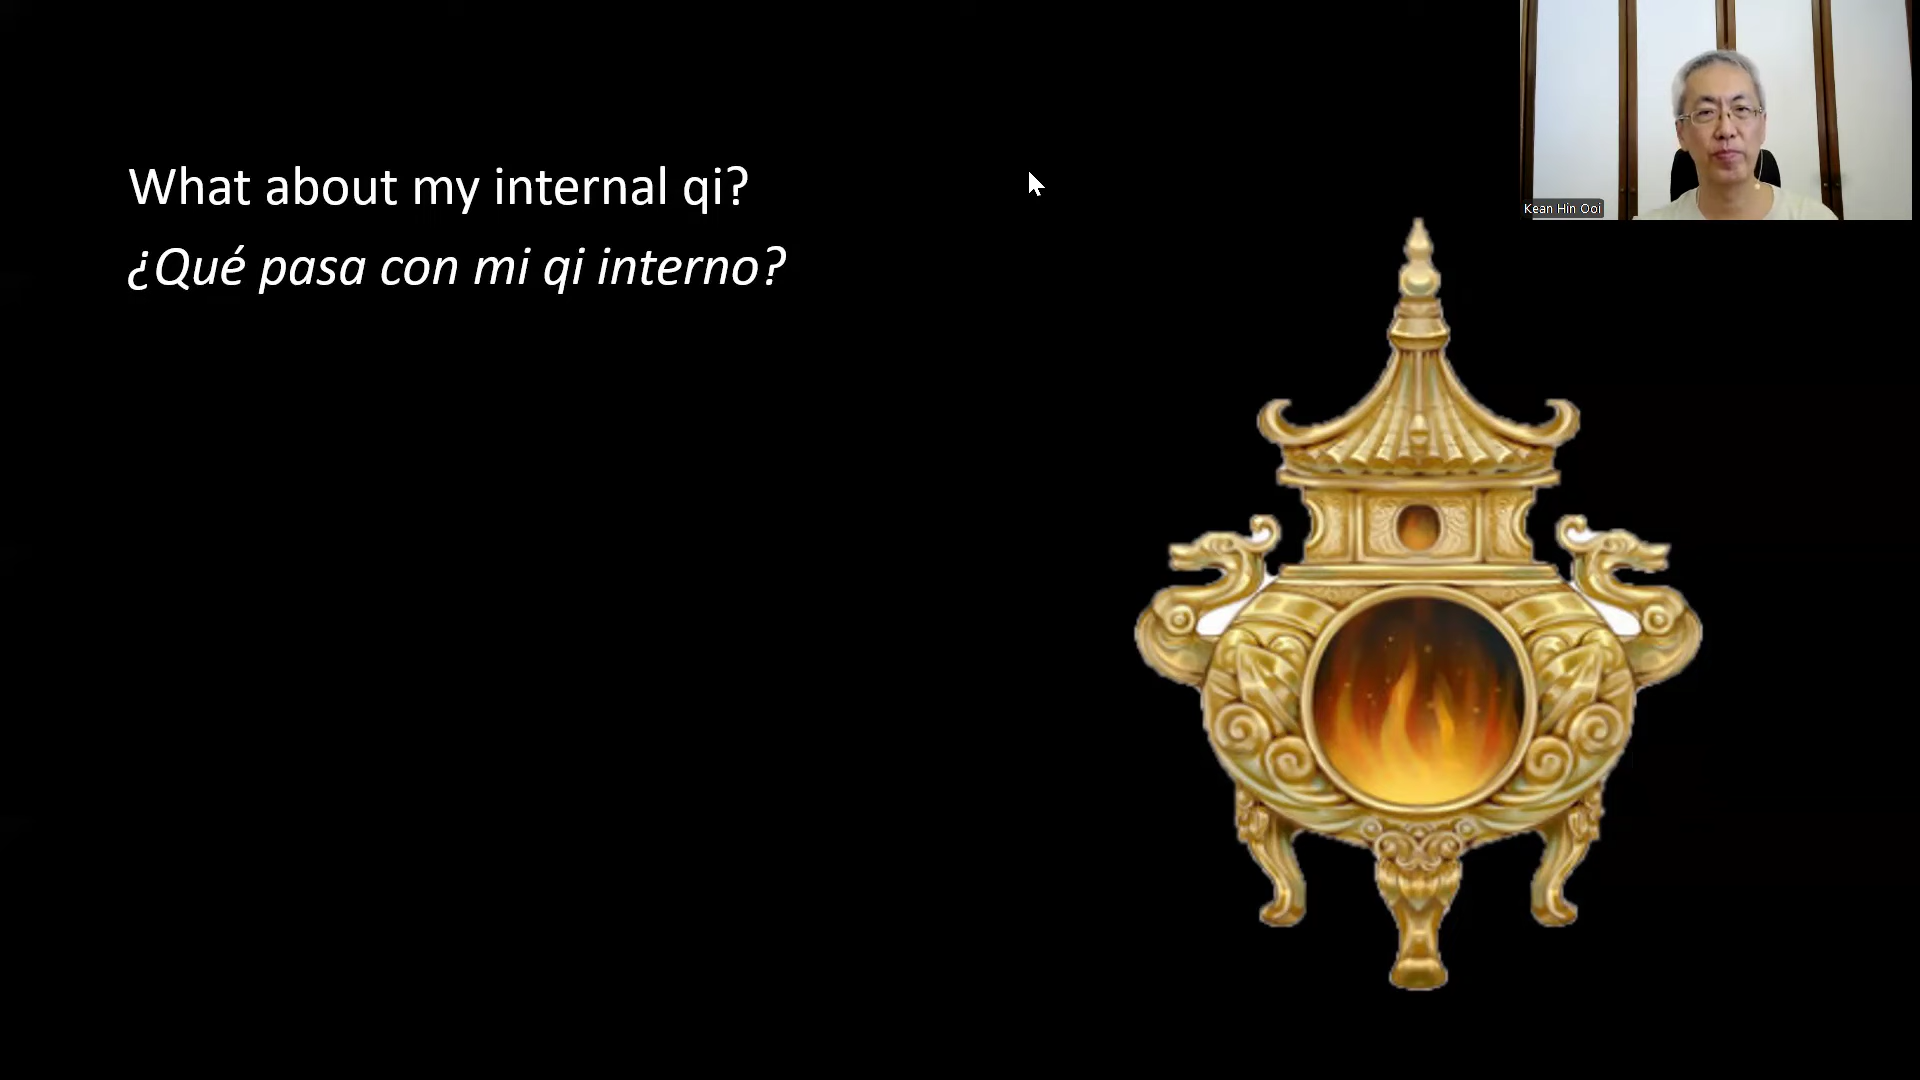 What about my internal qi?
¿Qué pasa con mi qi interno?
Kean Hin Ooi